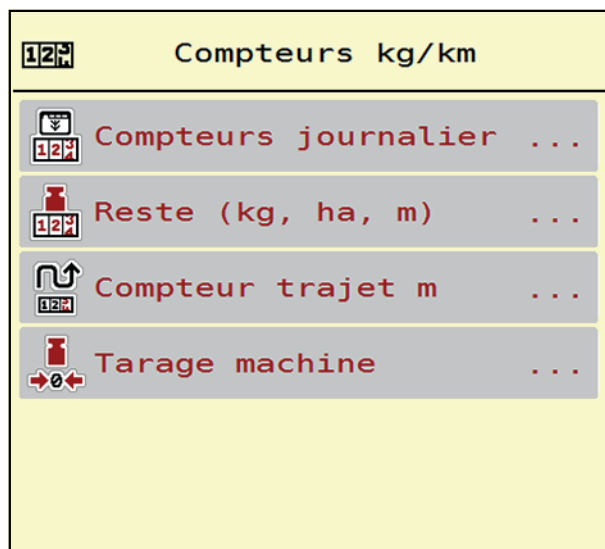 Compteurs kg/km
Compteurs journalier ...
Reste (kg, ha, m) ...
Compteur trajet m ...
Tarage machine ...